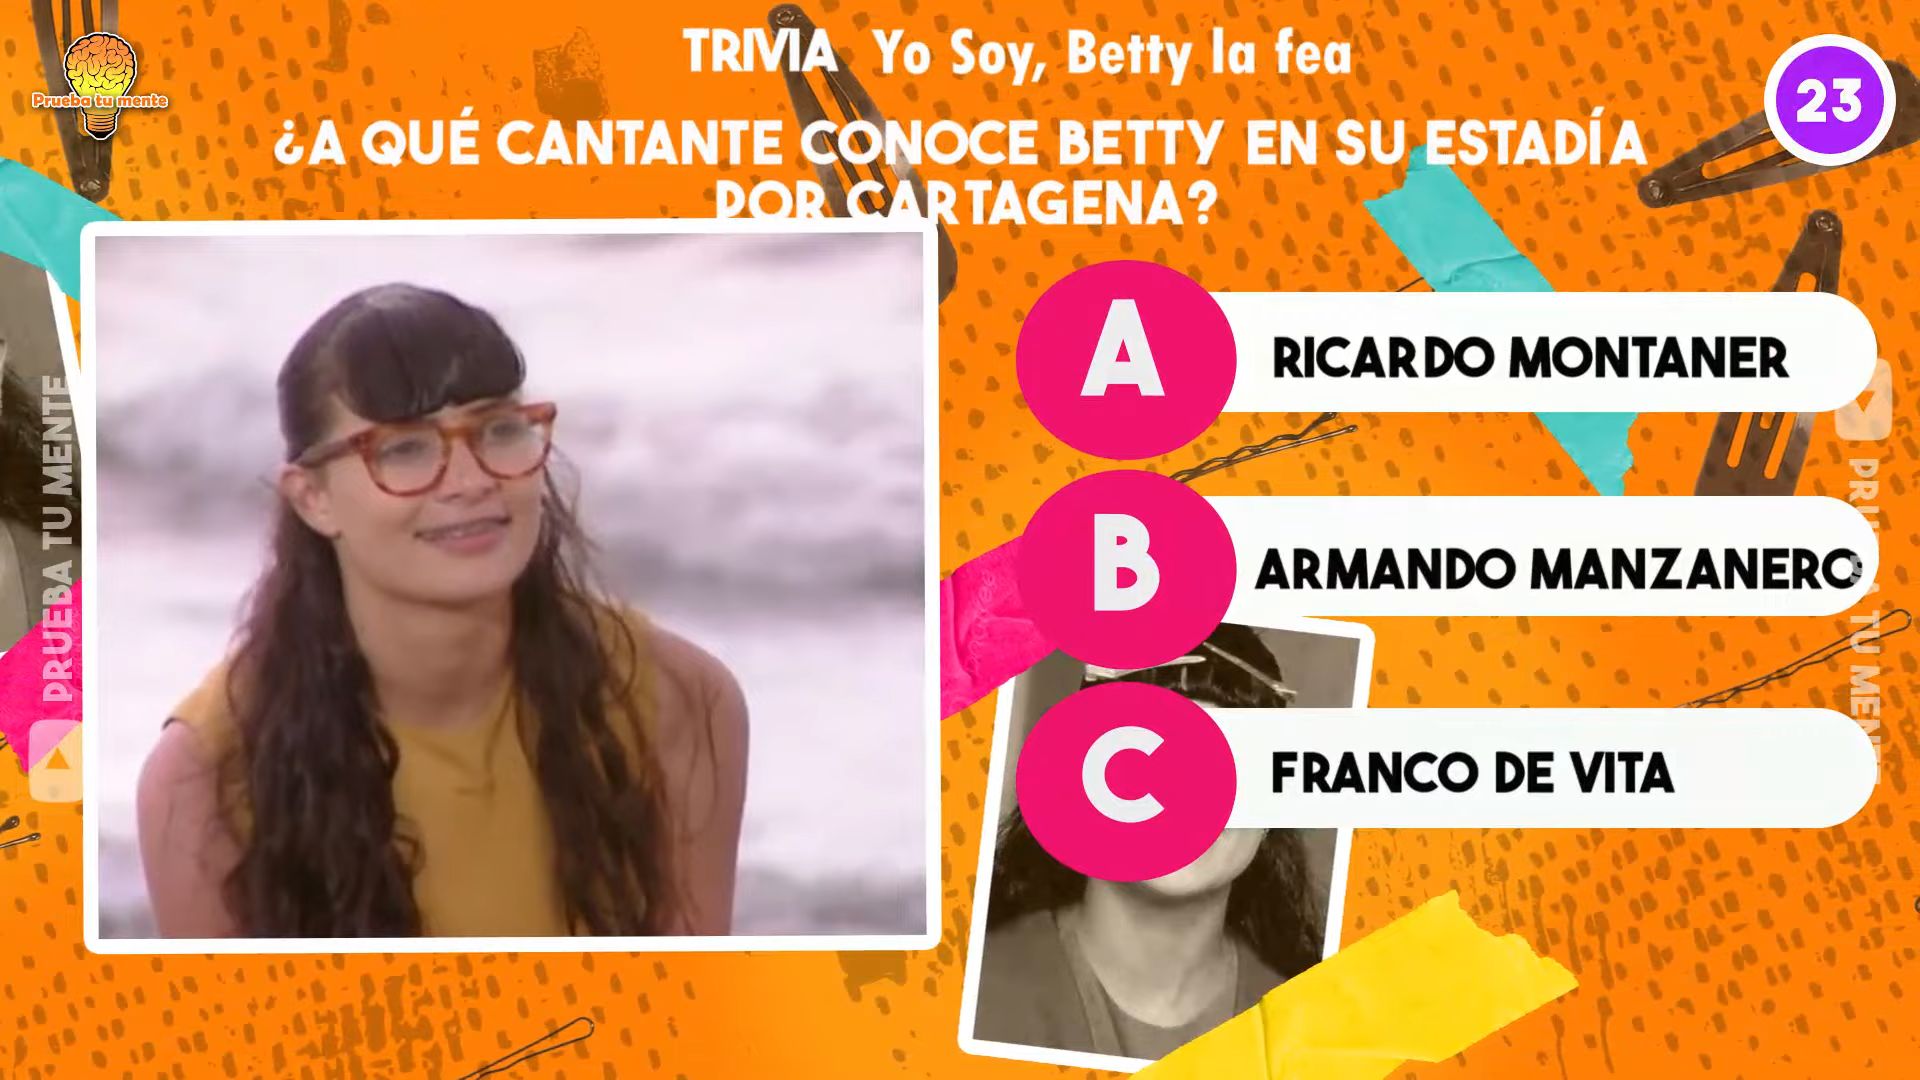 TRIVIA Yo Soy, Betty la fea
Prueba tu mente
23
¿A QUÉ CANTANTE CONOCE BETTY EN SU ESTADÍA
POR CARTAGENA?
A
RICARDO MONTANER
B
ARMANDO MANZANERO
C
FRANCO DE VITA
PRUEBA TU MENTE
PRUEBA TU MENTE